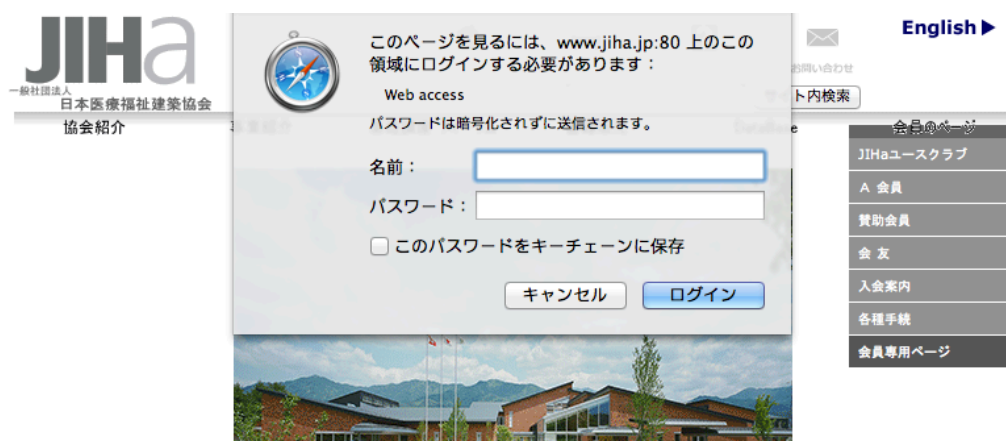 JIHa
一般社団法人
日本医療福祉建築協会
English▶
お問い合わせ
ト内検索
協会紹介
事業紹介
DataBase
会員のページ
JIHaユースクラブ
A 会員
賛助会員
会 友
入会案内
各種手続
会員専用ページ
このページを見るには、www.jiha.jp:80 上のこの
領域にログインする必要があります：
Web access
パスワードは暗号化されずに送信されます。
名前：
パスワード：
このパスワードをキーチェーンに保存
キャンセル
ログイン